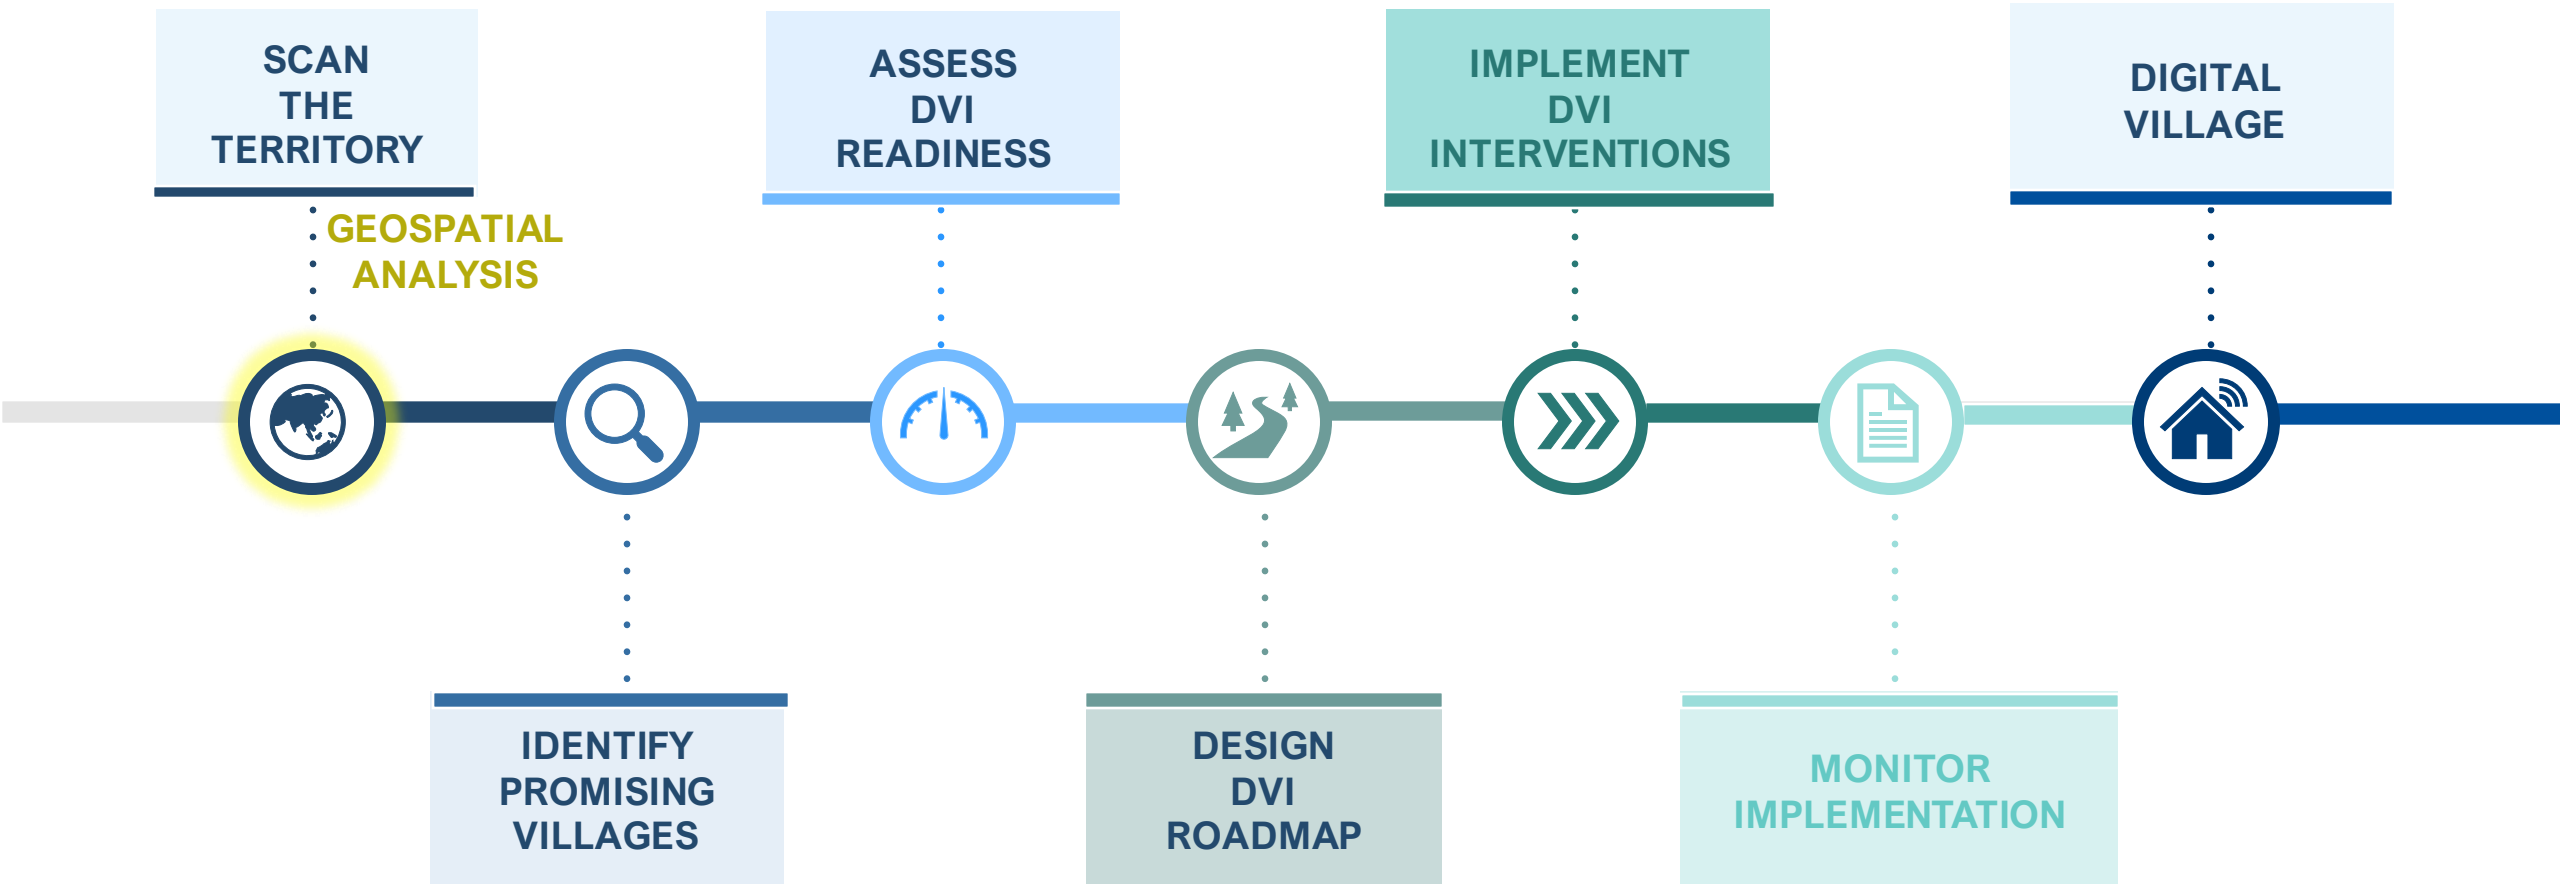 SCAN
THE
TERRITORY
GEOSPATIAL
ANALYSIS
IDENTIFY
PROMISING
VILLAGES
ASSESS
DVI
READINESS
DESIGN
DVI
ROADMAP
IMPLEMENT
DVI
INTERVENTIONS
MONITOR
IMPLEMENTATION
DIGITAL
VILLAGE